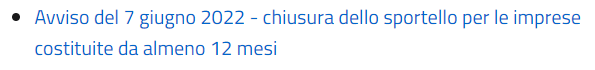 Avviso del 7 giugno 2022 - chiusura dello sportello per le imprese
costituite da almeno 12 mesi